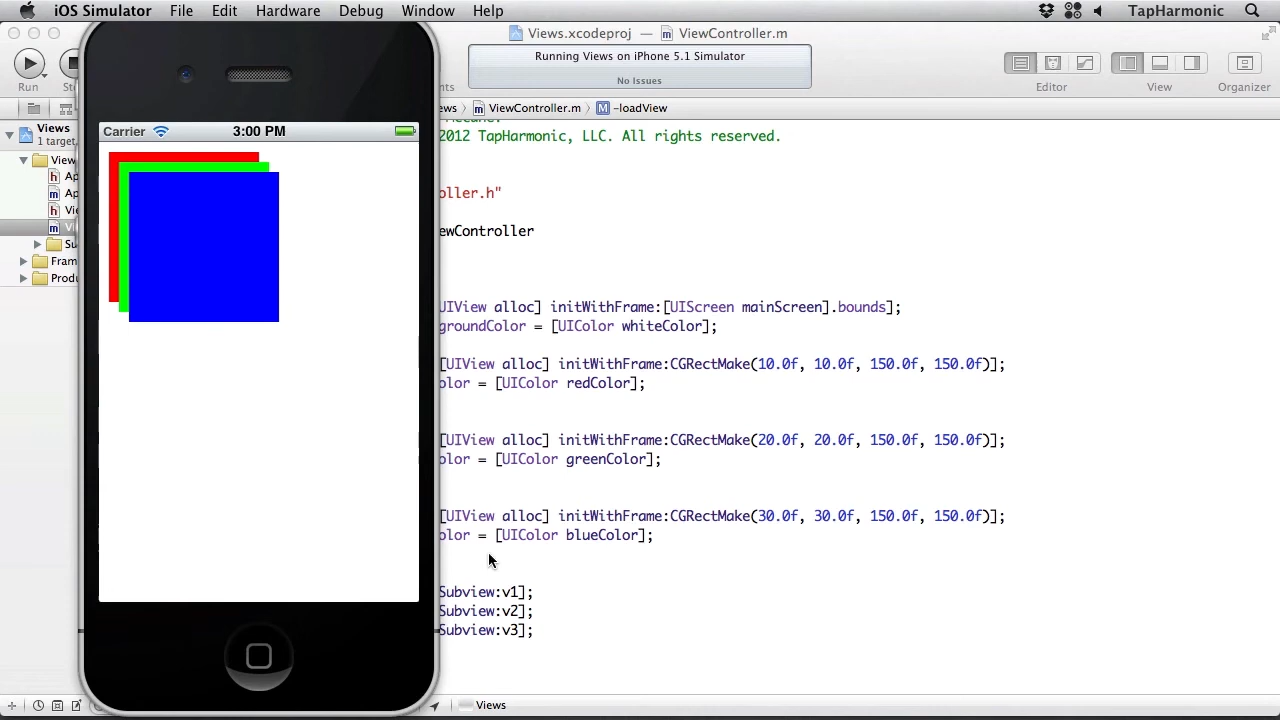 iOS Simulator File Edit Hardware Debug Window Help TapHarmonic
Views.xcodeproj — ViewController.m
Running Views on iPhone 5.1 Simulator
No Issues
Run
Editor View Organizer
ViewController.m -loadView
Views
1 target,
Carrier 3:00 PM
2012 TapHarmonic, LLC. All rights reserved.
oller.h"
ewController
UIView alloc] initWithFrame:[UIScreen mainScreen].bounds];
groundColor = [UIColor whiteColor];
[UIView alloc] initWithFrame:CGRectMake(10.0f, 10.0f, 150.0f, 150.0f)];
olor = [UIColor redColor];
[UIView alloc] initWithFrame:CGRectMake(20.0f, 20.0f, 150.0f, 150.0f)];
olor = [UIColor greenColor];
[UIView alloc] initWithFrame:CGRectMake(30.0f, 30.0f, 150.0f, 150.0f)];
olor = [UIColor blueColor];
Subview:v1];
Subview:v2];
Subview:v3];
Views